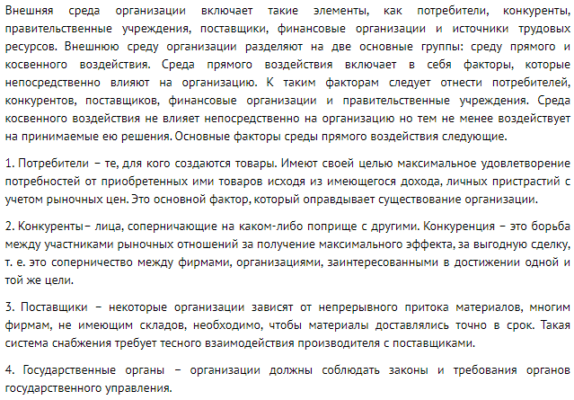 Внешняя среда организации включает такие элементы, как потребители, конкуренты,
правительственные учреждения, поставщики, финансовые организации и источники трудовых
ресурсов. Внешнюю среду организации разделяют на две основные группы: среду прямого и
косвенного воздействия. Среда прямого воздействия включает в себя факторы, которые
непосредственно влияют на организацию. К таким факторам следует отнести потребителей,
конкурентов, поставщиков, финансовые организации и правительственные учреждения. Среда
косвенного воздействия не влияет непосредственно на организацию но тем не менее воздействует
на принимаемые ею решения. Основные факторы среды прямого воздействия следующие.
1. Потребители – те, для кого создаются товары. Имеют своей целью максимальное удовлетворение
потребностей от приобретенных ими товаров исходя из имеющегося дохода, личных пристрастий с
учетом рыночных цен. Это основной фактор, который оправдывает существование организации.
2. Конкуренты– лица, соперничающие на каком-либо поприще с другими. Конкуренция – это борьба
между участниками рыночных отношений за получение максимального эффекта, за выгодную сделку,
т. е. это соперничество между фирмами, организациями, заинтересованными в достижении одной и
той же цели.
3. Поставщики – некоторые организации зависят от непрерывного притока материалов, многим
фирмам, не имеющим складов, необходимо, чтобы материалы доставлялись точно в срок. Такая
система снабжения требует тесного взаимодействия производителя с поставщиками.
4. Государственные органы – организации должны соблюдать законы и требования органов
государственного управления.